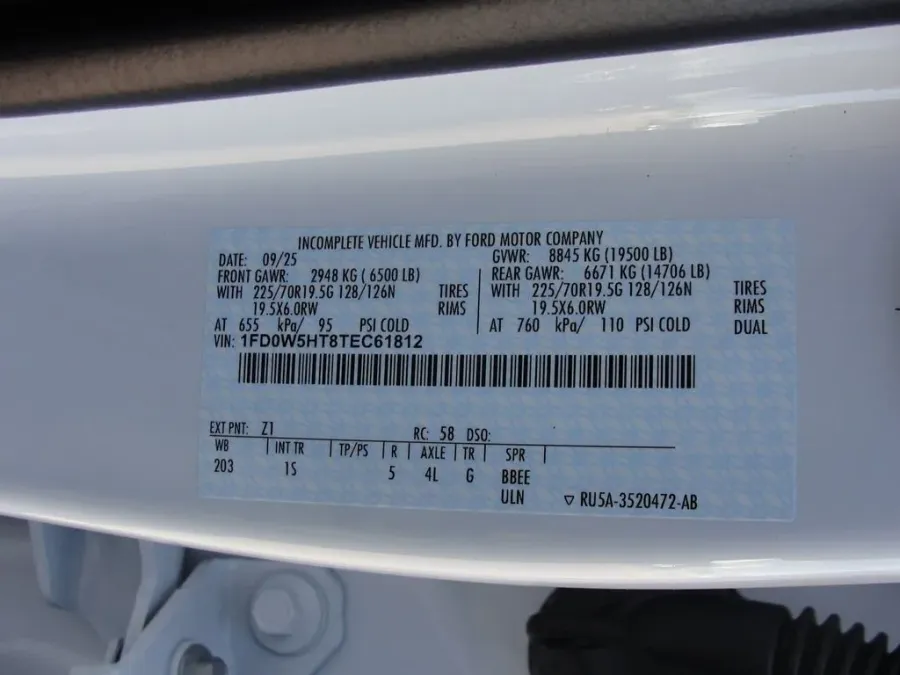 INCOMPLETE VEHICLE MFD. BY FORD MOTOR COMPANY
DATE: 09/25 GVWR: 8845 KG (19500 LB)
FRONT GAWR: 2948 KG ( 6500 LB) REAR GAWR: 6671 KG (14706 LB)
WITH 225/70R19.5G 128/126N TIRES WITH 225/70R19.5G 128/126N TIRES
19.5X6.0RW RIMS 19.5X6.0RW RIMS
AT 655 kPa/ 95 PSI COLD AT 760 kPa/ 110 PSI COLD DUAL
VIN: 1FD0W5HT8TEC61812
EXT PNT: Z1 RC: 58 DSO:
WB INT TR TP/PS R AXLE TR SPR
203 1S 5 4L G BBEE
ULN RU5A-3520472-AB